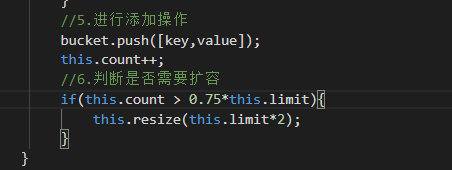 }
//5.进行添加操作
bucket.push([key,value]);
this.count++;
//6.判断是否需要扩容
if(this.count > 0.75*this.limit){
this.resize(this.limit*2);
}
}